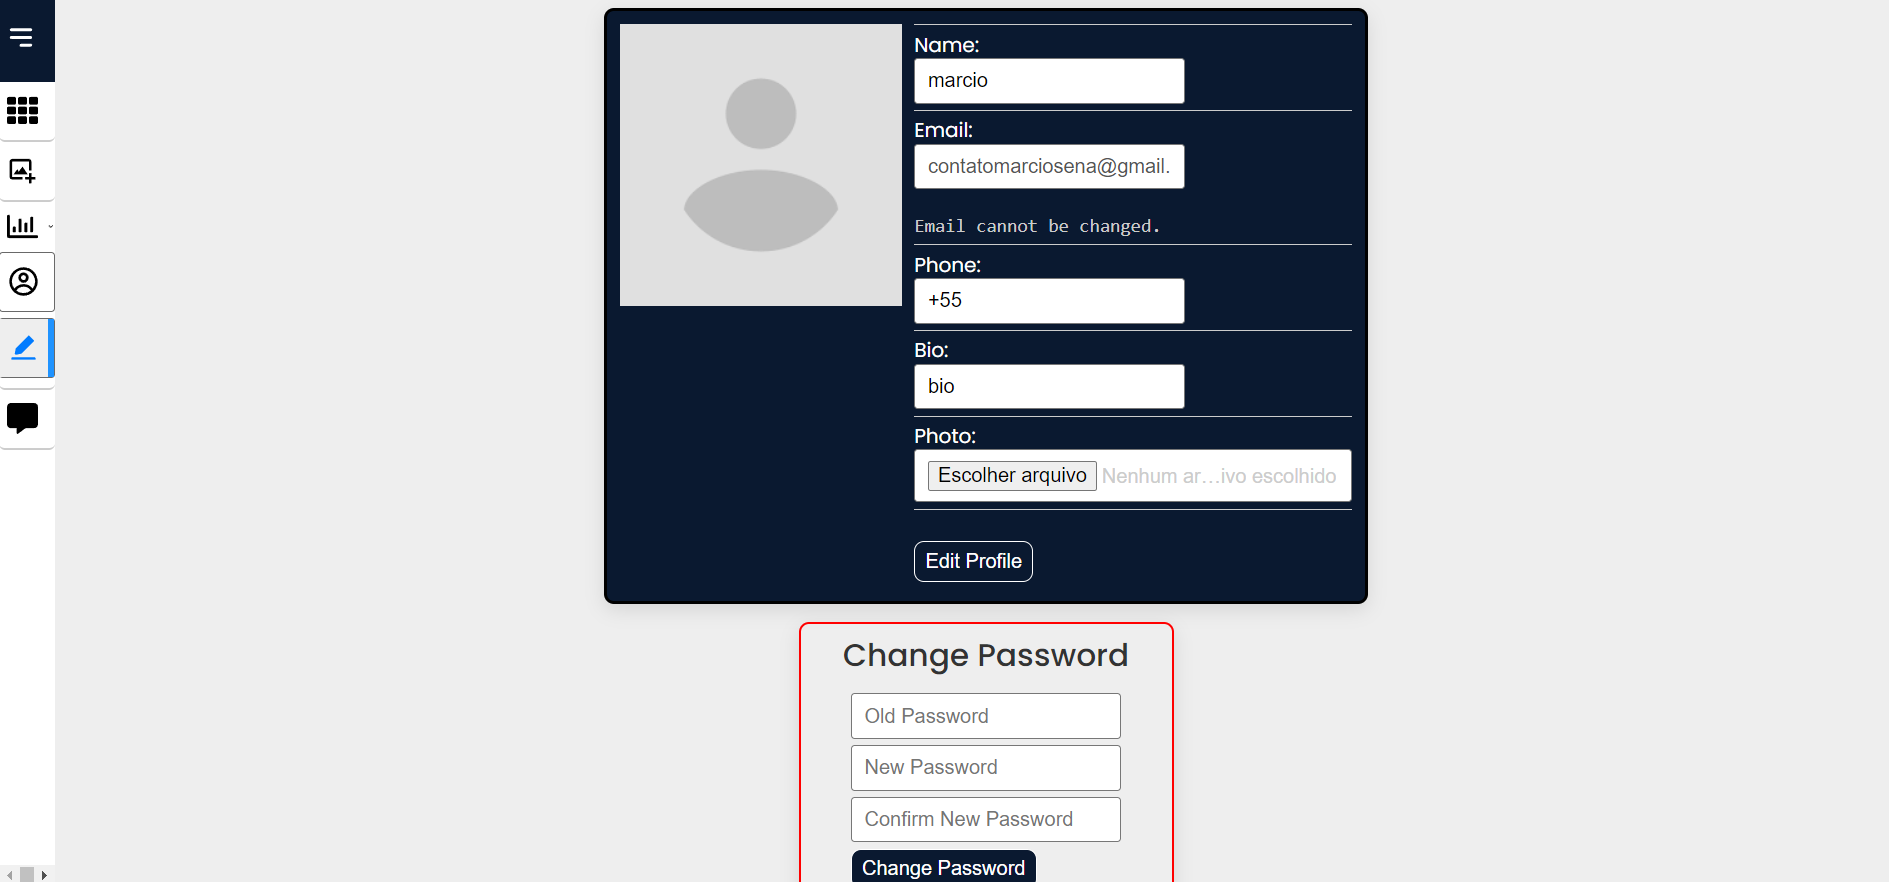 Name:
marcio
Email:
contatomarciosena@gmail.
Email cannot be changed.
Phone:
+55
Bio:
bio
Photo:
Escolher arquivo Nenhum ar...ivo escolhido
Edit Profile
Change Password
Old Password
New Password
Confirm New Password
Change Password